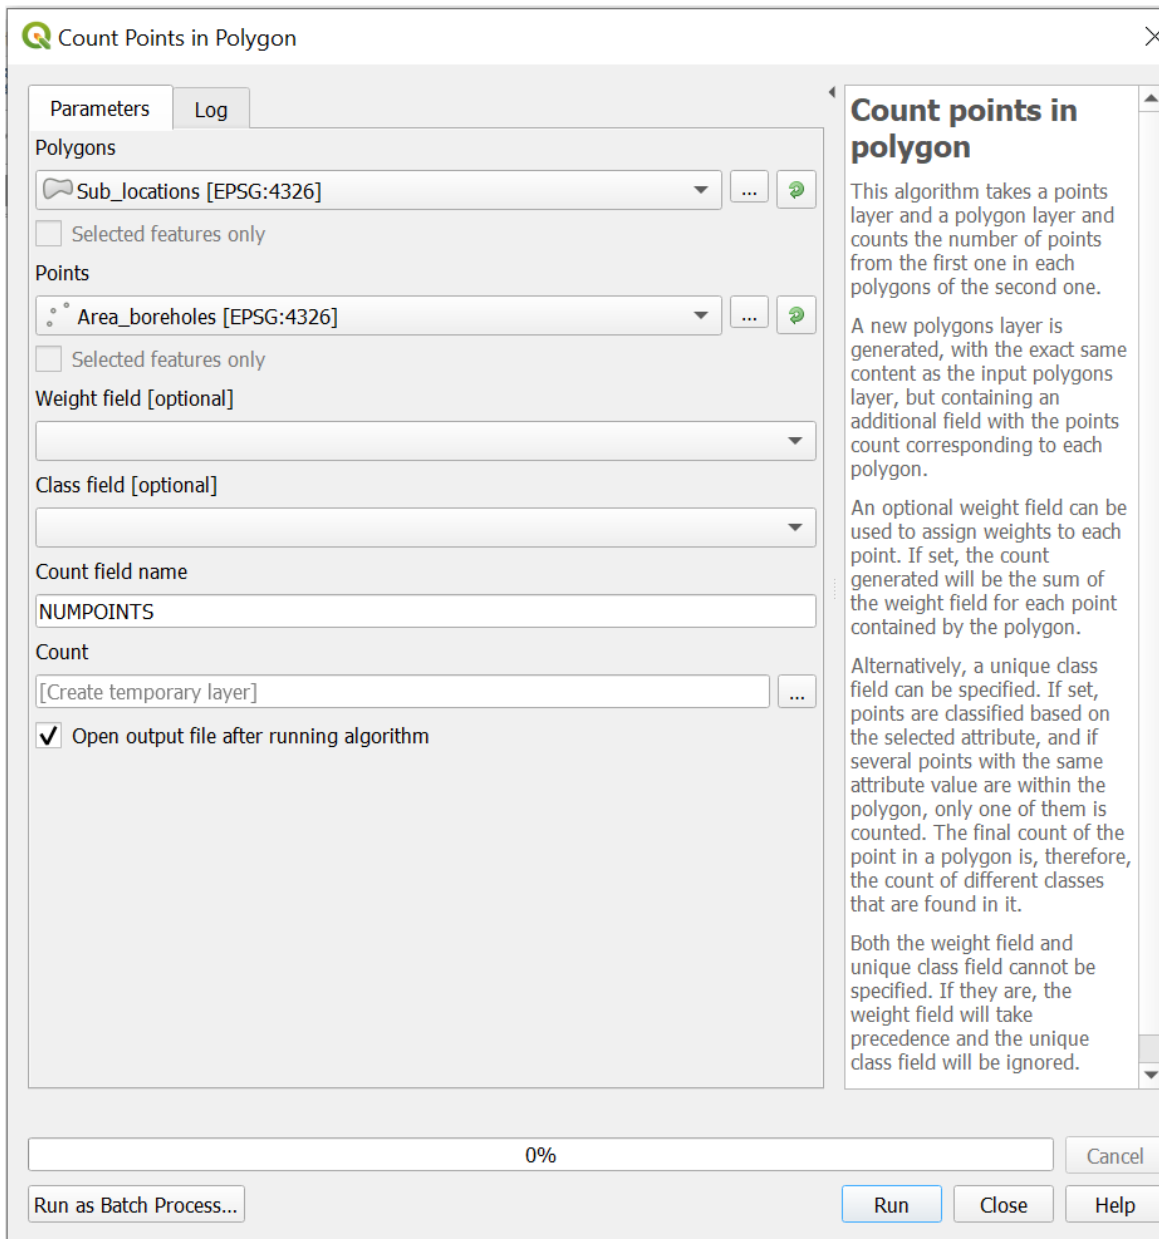 Count Points in Polygon
Parameters
Log
Polygons
Sub_locations [EPSG:4326]
...
Selected features only
Points
Area_boreholes [EPSG:4326]
...
Selected features only
Weight field [optional]
Class field [optional]
Count field name
NUMPOINTS
Count
[Create temporary layer]
...
Open output file after running algorithm
Count points in
polygon
This algorithm takes a points
layer and a polygon layer and
counts the number of points
from the first one in each
polygons of the second one.
A new polygons layer is
generated, with the exact same
content as the input polygons
layer, but containing an
additional field with the points
count corresponding to each
polygon.
An optional weight field can be
used to assign weights to each
point. If set, the count
generated will be the sum of
the weight field for each point
contained by the polygon.
Alternatively, a unique class
field can be specified. If set,
points are classified based on
the selected attribute, and if
several points with the same
attribute value are within the
polygon, only one of them is
counted. The final count of the
point in a polygon is, therefore,
the count of different classes
that are found in it.
Both the weight field and
unique class field cannot be
specified. If they are, the
weight field will take
precedence and the unique
class field will be ignored.
0%
Cancel
Run as Batch Process...
Run
Close
Help